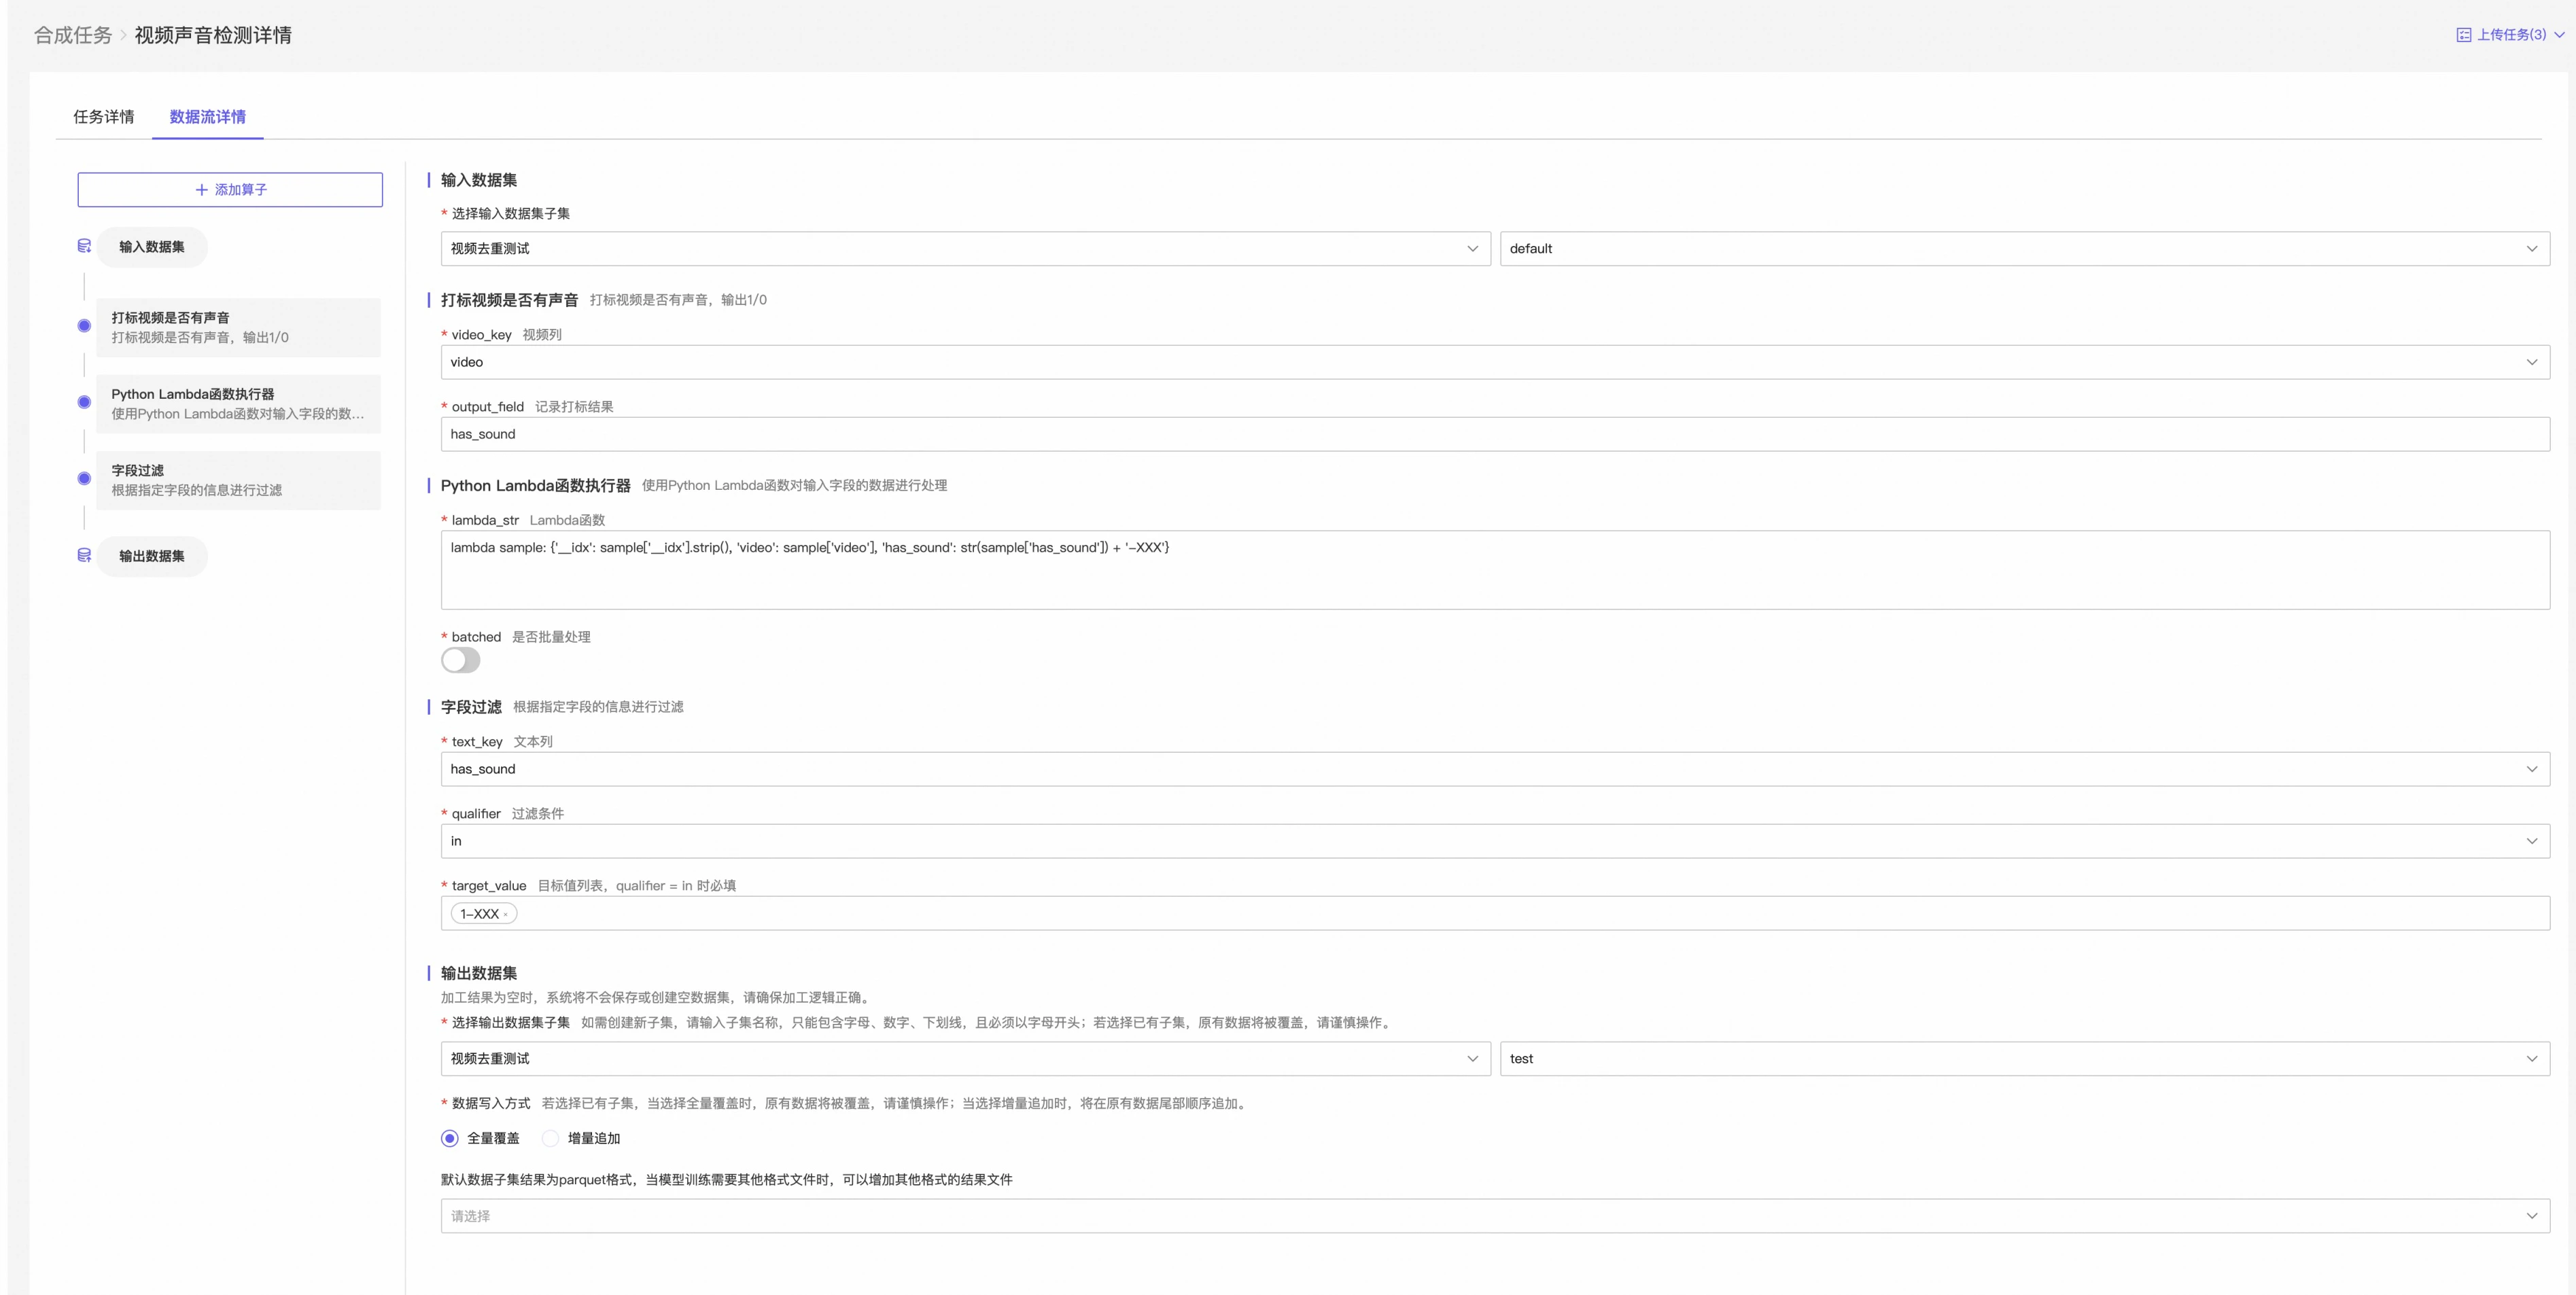 合成任务 > 视频声音检测详情
上传任务(3)
任务详情
数据流详情
+ 添加算子
输入数据集
打标视频是否有声音
打标视频是否有声音，输出1/0
Python Lambda函数执行器
使用Python Lambda函数对输入字段的数...
字段过滤
根据指定字段的信息进行过滤
输出数据集
输入数据集
* 选择输入数据集子集
视频去重测试
default
打标视频是否有声音 打标视频是否有声音，输出1/0
* video_key 视频列
video
* output_field 记录打标结果
has_sound
Python Lambda函数执行器 使用Python Lambda函数对输入字段的数据进行处理
* lambda_str Lambda函数
lambda sample: {'__idx': sample['__idx'].strip(), 'video': sample['video'], 'has_sound': str(sample['has_sound']) + '-XXX'}
* batched 是否批量处理
字段过滤 根据指定字段的信息进行过滤
* text_key 文本列
has_sound
* qualifier 过滤条件
in
* target_value 目标值列表，qualifier = in 时必填
1-XXX ×
输出数据集
加工结果为空时，系统将不会保存或创建空数据集，请确保加工逻辑正确。
* 选择输出数据集子集 如需创建新子集，请输入子集名称，只能包含字母、数字、下划线，且必须以字母开头；若选择已有子集，原有数据将被覆盖，请谨慎操作。
视频去重测试
test
* 数据写入方式 若选择已有子集，当选择全量覆盖时，原有数据将被覆盖，请谨慎操作；当选择增量追加时，将在原有数据尾部顺序追加。
全量覆盖 增量追加
默认数据子集结果为parquet格式，当模型训练需要其他格式文件时，可以增加其他格式的结果文件
请选择